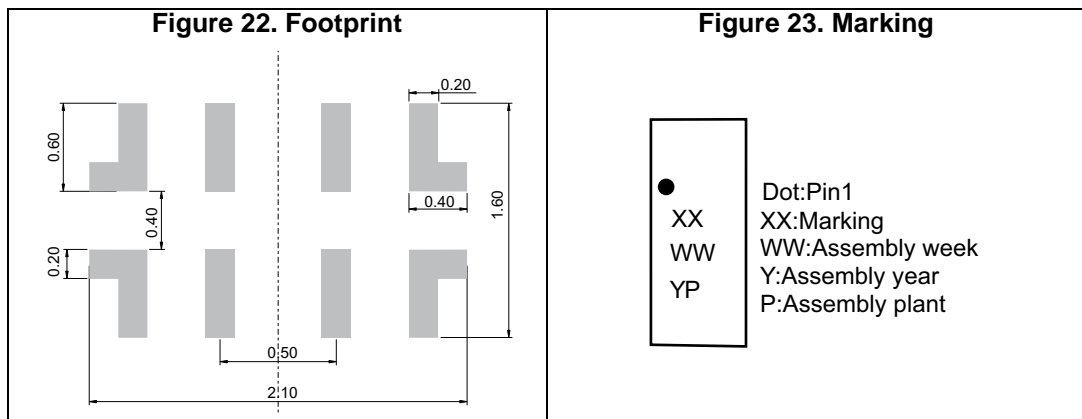 Figure 22. Footprint
0.20
0.60
0.40
0.40
1.60
0.20
0.50
2.10
Figure 23. Marking
XX
WW
YP
Dot:Pin1
XX:Marking
WW:Assembly week
Y:Assembly year
P:Assembly plant